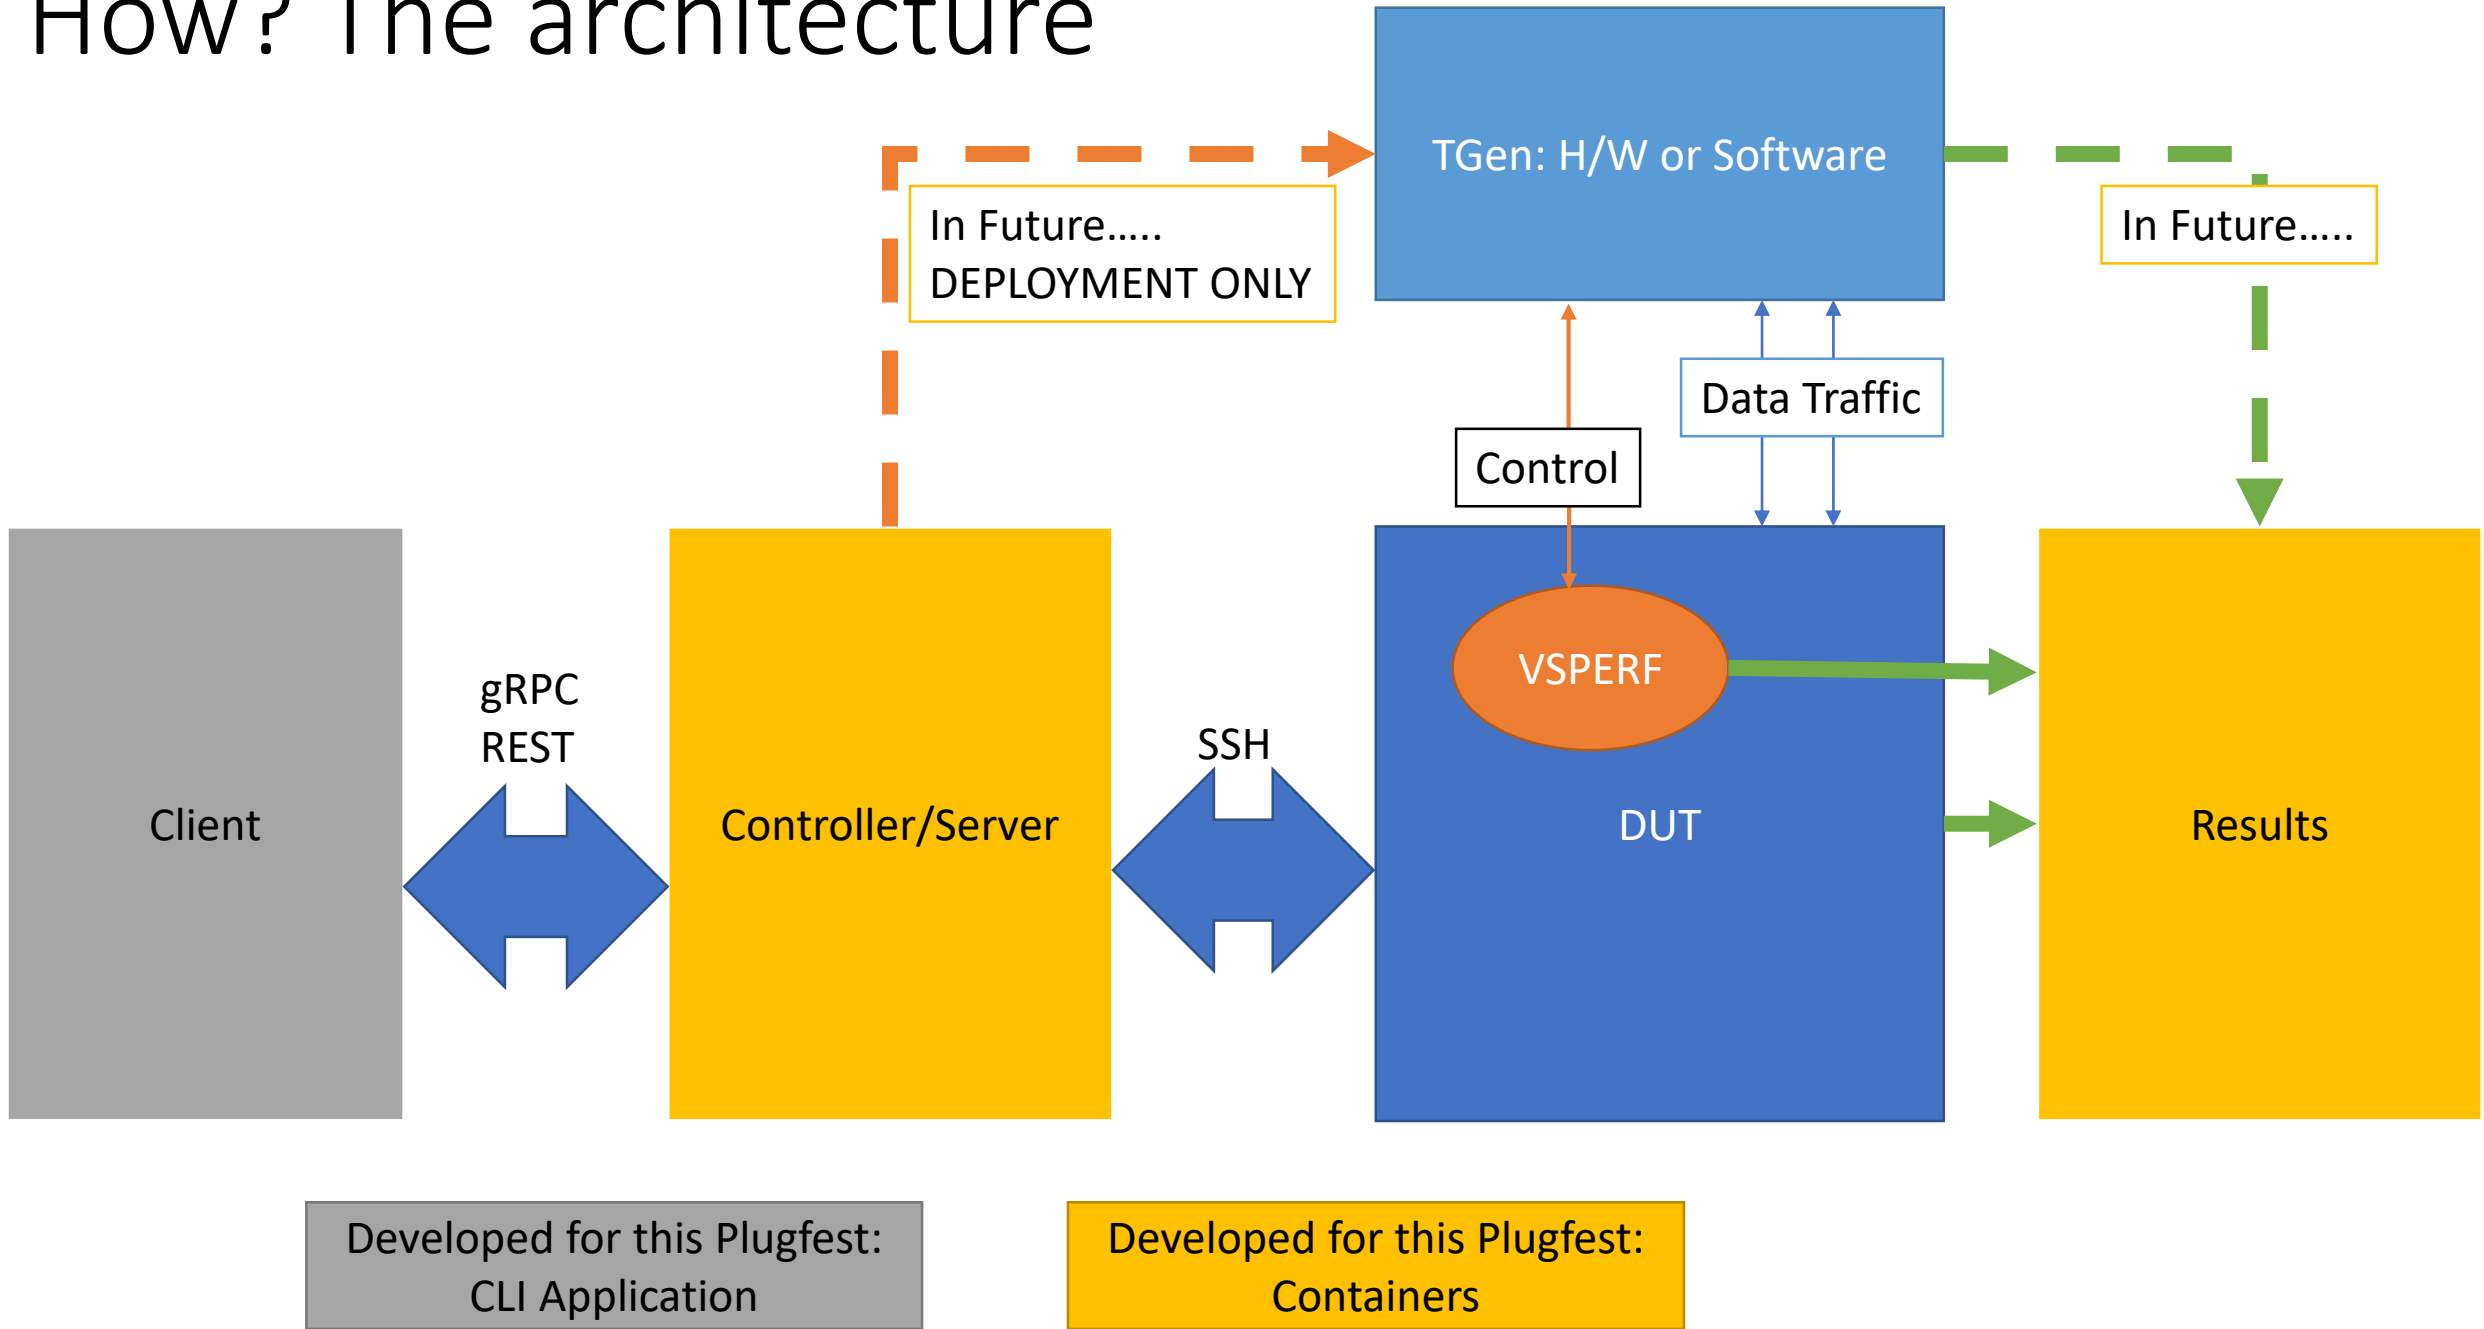 How? The architecture
TGen: H/W or Software
In Future.....
DEPLOYMENT ONLY
In Future.....
Data Traffic
Control
gRPC
REST
SSH
VSPERF
Client
Controller/Server
DUT
Results
Developed for this Plugfest:
CLI Application
Developed for this Plugfest:
Containers